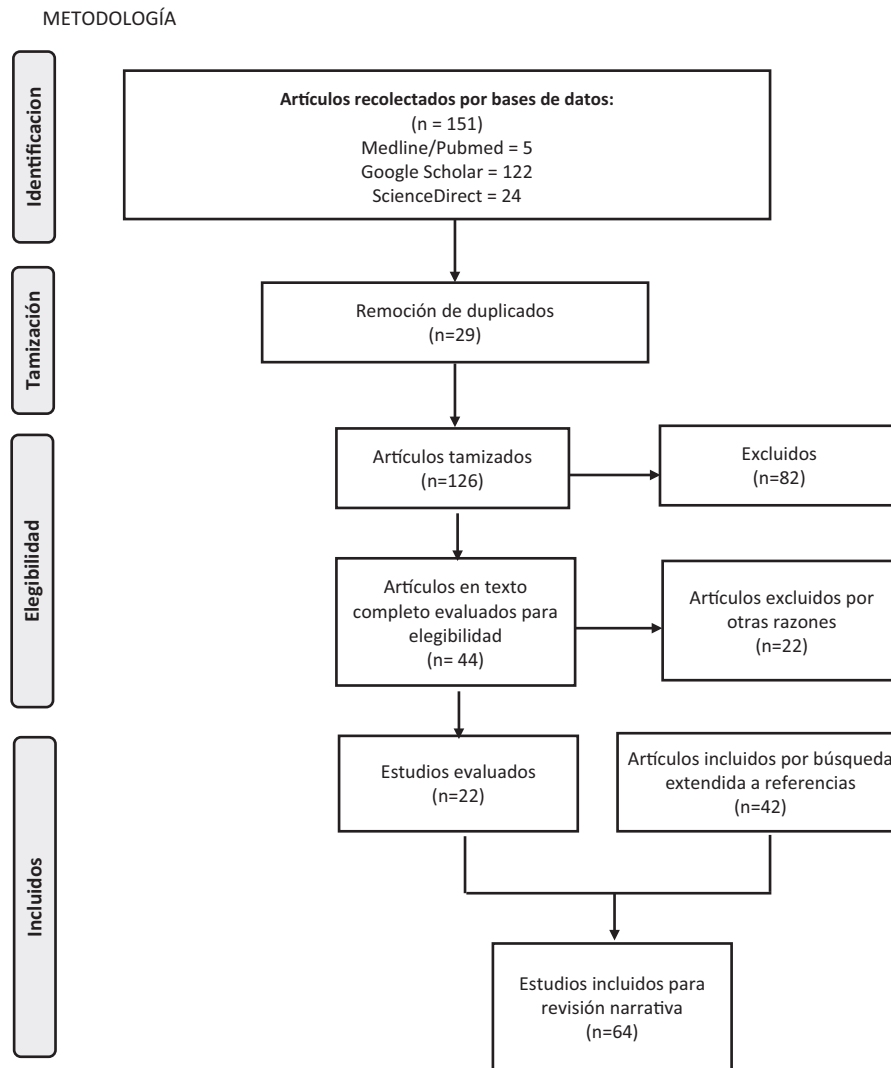 METODOLOGÍA
Identificacion
Artículos recolectados por bases de datos:
(n = 151)
Medline/Pubmed = 5
Google Scholar = 122
ScienceDirect = 24
Tamización
Remoción de duplicados
(n=29)
Elegibilidad
Artículos tamizados
(n=126)
Excluidos
(n=82)
Artículos en texto
completo evaluados para
elegibilidad
(n= 44)
Artículos excluidos por
otras razones
(n=22)
Incluidos
Estudios evaluados
(n=22)
Artículos incluidos por búsqueda
extendida a referencias
(n=42)
Estudios incluidos para
revisión narrativa
(n=64)